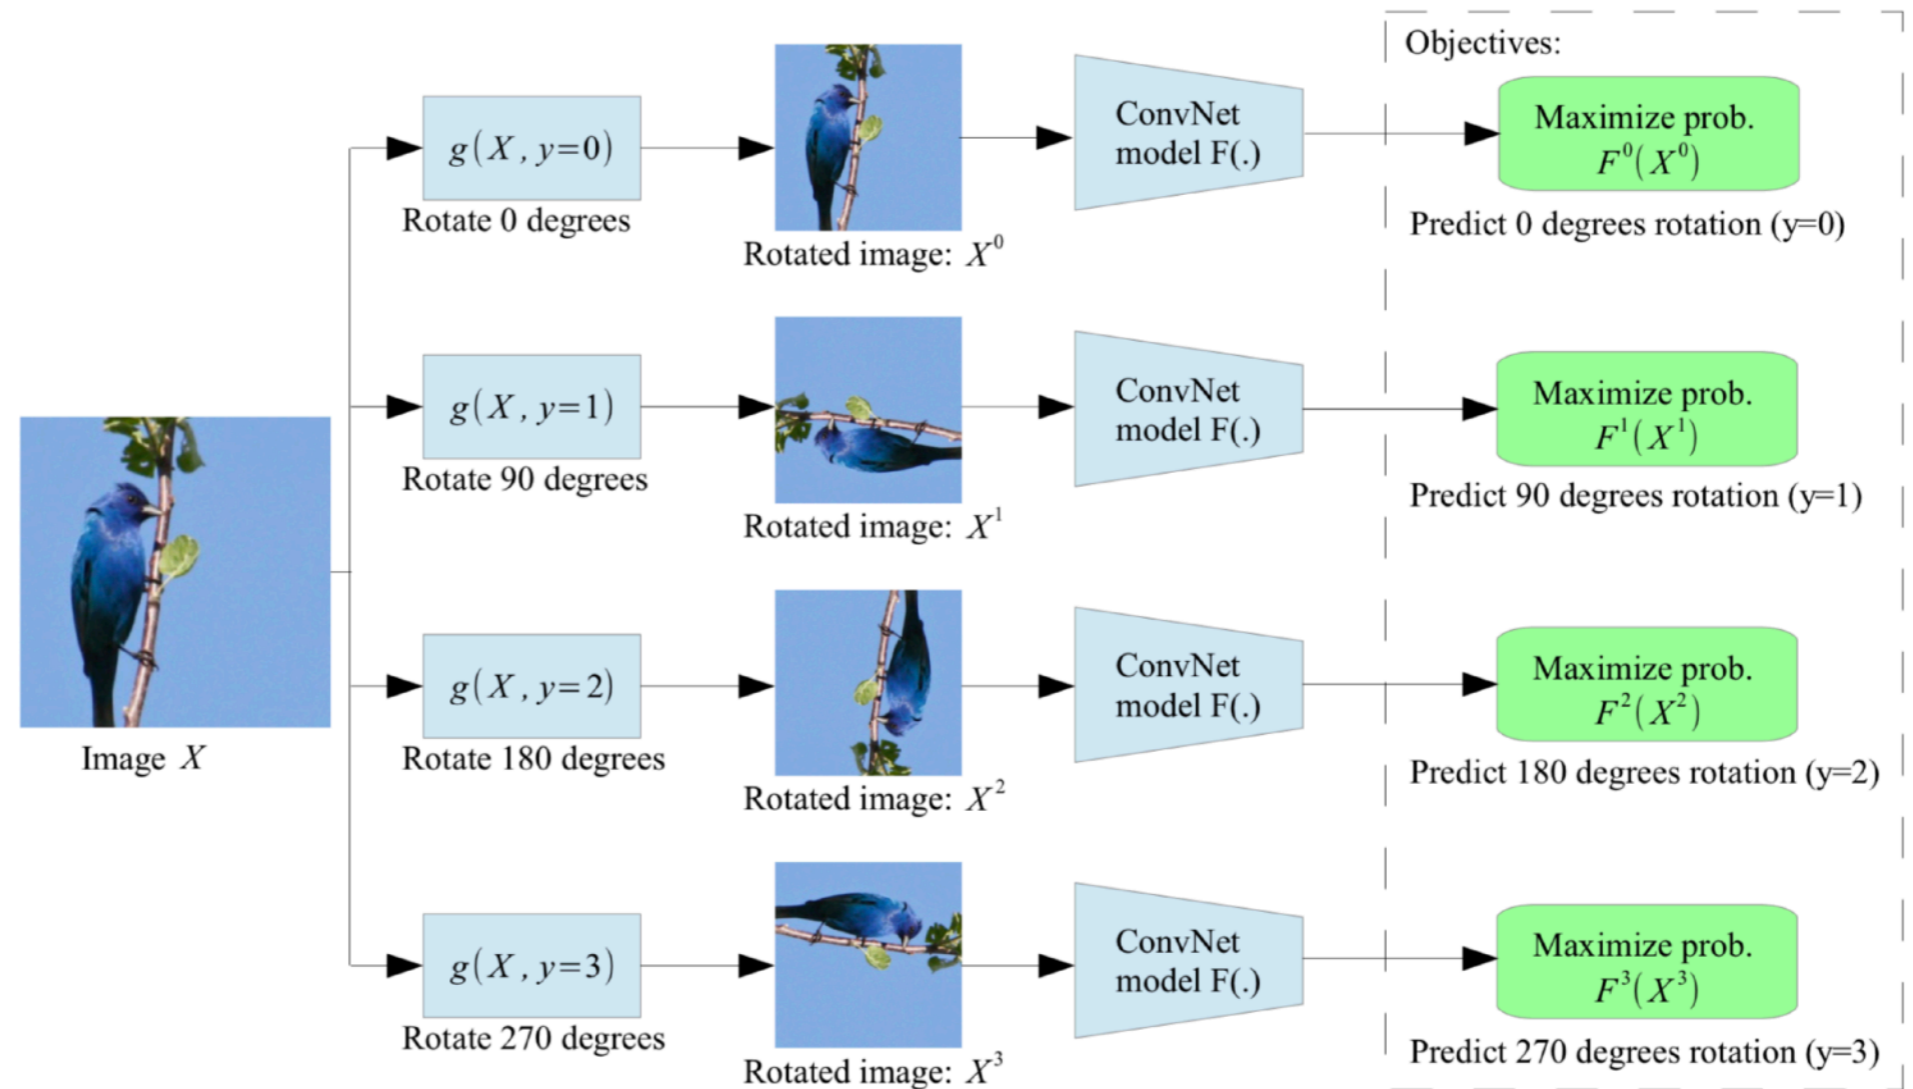 Objectives:
g(X, y=0)
Rotate 0 degrees
Rotated image: X⁰
ConvNet
model F(.)
Maximize prob.
F⁰(X⁰)
Predict 0 degrees rotation (y=0)
g(X, y=1)
Rotate 90 degrees
Rotated image: X¹
ConvNet
model F(.)
Maximize prob.
F¹(X¹)
Predict 90 degrees rotation (y=1)
Image X
g(X, y=2)
Rotate 180 degrees
Rotated image: X²
ConvNet
model F(.)
Maximize prob.
F²(X²)
Predict 180 degrees rotation (y=2)
g(X, y=3)
Rotate 270 degrees
Rotated image: X³
ConvNet
model F(.)
Maximize prob.
F³(X³)
Predict 270 degrees rotation (y=3)